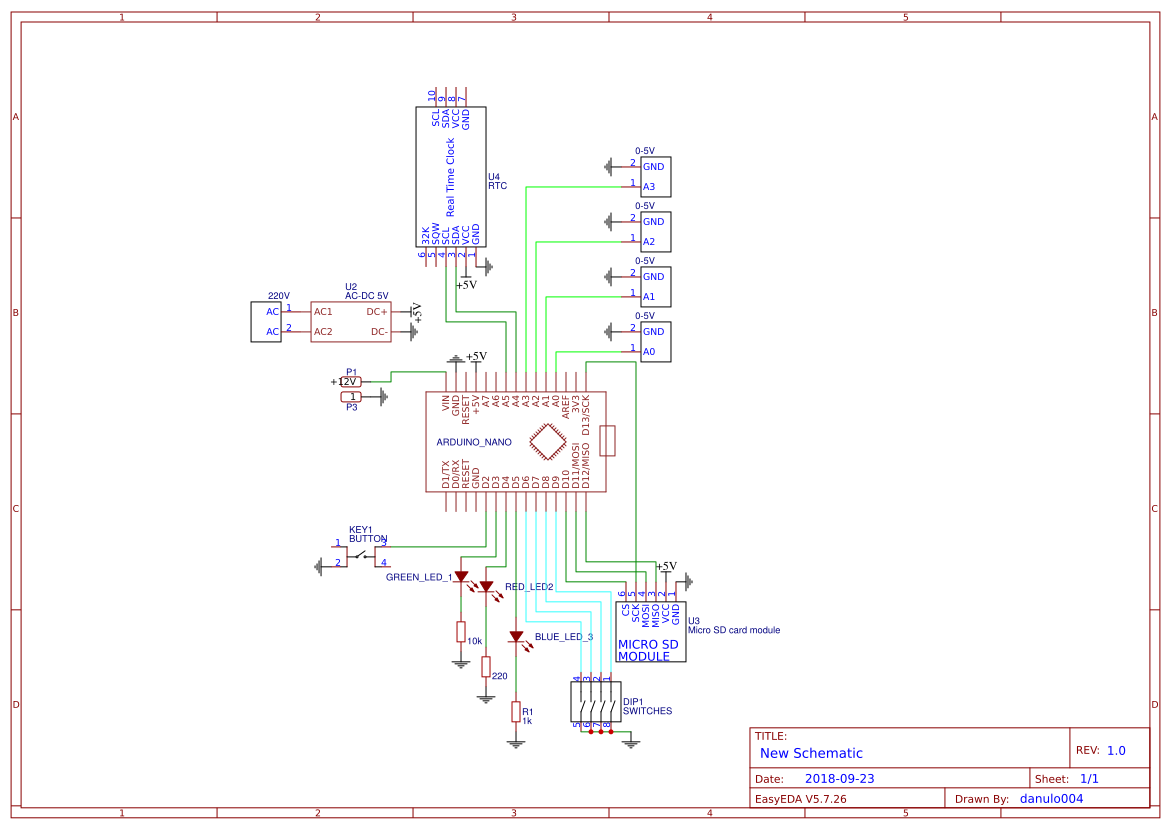 1 2 3 4 5
A A
B B
C C
D D
1 2 3 4 5
10 9 8 7
SCL SDA VCC GND
Real Time Clock
U4
RTC
32K SQW SCL SDA VCC GND
6 5 4 3 2 1
+5V
0-5V
2 GND
1 A3
0-5V
2 GND
1 A2
0-5V
2 GND
1 A1
0-5V
2 GND
1 A0
220V
AC 1
AC 2
U2
AC-DC 5V
AC1 DC+
AC2 DC-
+5V
P1
+12V
1
P3
+5V
VIN GND RESET +5V A7 A6 A5 A4 A3 A2 A1 A0 AREF 3V3 D13/SCK
ARDUINO_NANO
D1/TX D0/RX RESET GND D2 D3 D4 D5 D6 D7 D8 D9 D10 D11/MOSI D12/MISO
KEY1
BUTTON
1 3
2 4
GREEN_LED_1
RED_LED2
BLUE_LED_3
10k
220
R1
1k
+5V
6 5 4 3 2 1
CS SCK MOSI MISO VCC GND
MICRO SD
MODULE
U3
Micro SD card module
4 3 2 1
DIP1
SWITCHES
5 6 7 8
TITLE:
New Schematic
REV: 1.0
Date: 2018-09-23
Sheet: 1/1
EasyEDA V5.7.26
Drawn By: danulo004